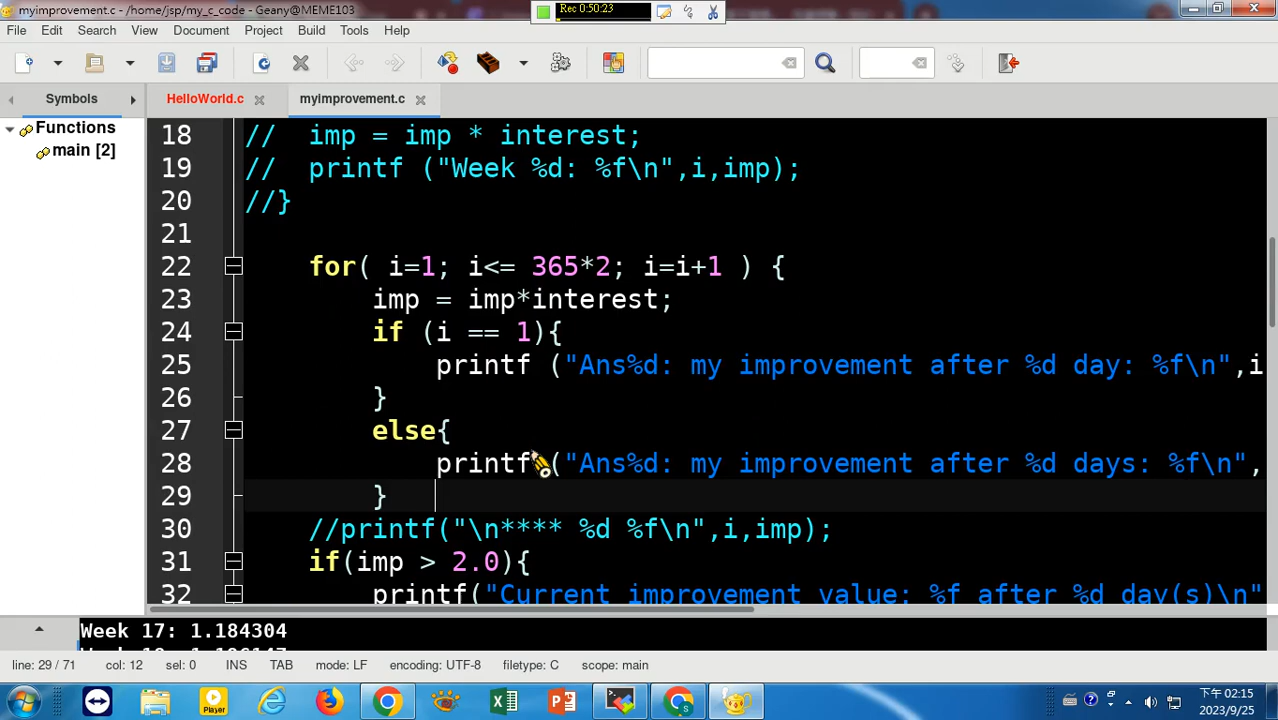 myimprovement.c - /home/jsp/my_c_code - Geany@MEME103
Rec 0:50:23
File Edit Search View Document Project Build Tools Help
Symbols HelloWorld.c myimprovement.c
Functions
main [2]
18 // imp = imp * interest;
19 // printf ("Week %d: %f\n",i,imp);
20 //}
21
22 for( i=1; i<= 365*2; i=i+1 ) {
23 imp = imp*interest;
24 if (i == 1){
25 printf ("Ans%d: my improvement after %d day: %f\n",i
26 }
27 else{
28 printf ("Ans%d: my improvement after %d days: %f\n",
29 }
30 //printf("\n**** %d %f\n",i,imp);
31 if(imp > 2.0){
32 printf("Current improvement value: %f after %d day(s)\n"
Week 17: 1.184304
line: 29 / 71 col: 12 sel: 0 INS TAB mode: LF encoding: UTF-8 filetype: C scope: main
Player
下午 02:15
2023/9/25